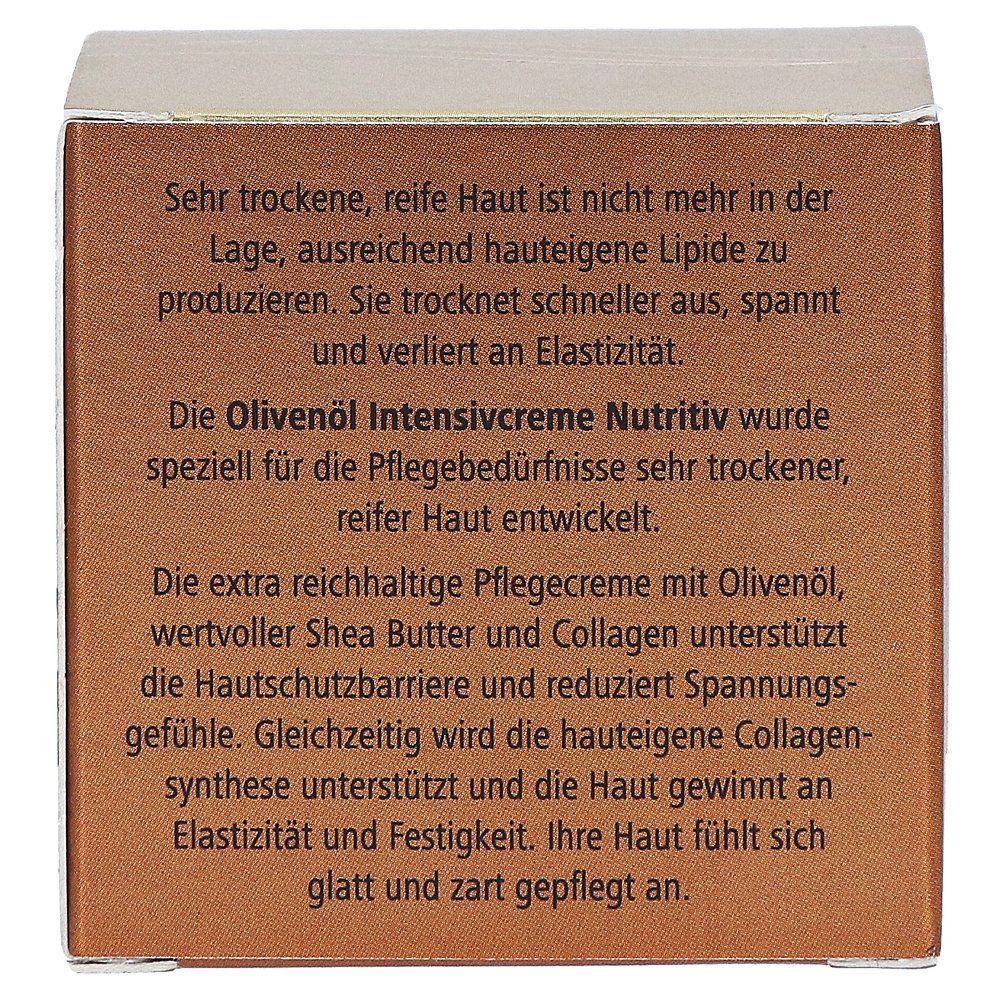 Sehr trockene, reife Haut ist nicht mehr in der
Lage, ausreichend hauteigene Lipide zu
produzieren. Sie trocknet schneller aus, spannt
und verliert an Elastizität.
Die Olivenöl Intensivcreme Nutritiv wurde
speziell für die Pflegebedürfnisse sehr trockener,
reifer Haut entwickelt.
Die extra reichhaltige Pflegecreme mit Olivenöl,
wertvoller Shea Butter und Collagen unterstützt
die Hautschutzbarriere und reduziert Spannungs-
gefühle. Gleichzeitig wird die hauteigene Collagen-
synthese unterstützt und die Haut gewinnt an
Elastizität und Festigkeit. Ihre Haut fühlt sich
glatt und zart gepflegt an.